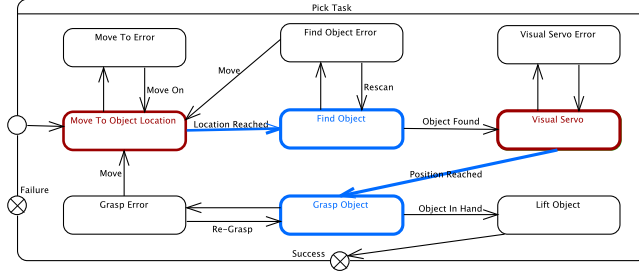 Pick Task
Move To Error
Find Object Error
Visual Servo Error
Move
Move On
Rescan
Move To Object Location
Location Reached
Find Object
Object Found
Visual Servo
Position Reached
Move
Failure
Grasp Error
Re-Grasp
Grasp Object
Object In Hand
Lift Object
Success